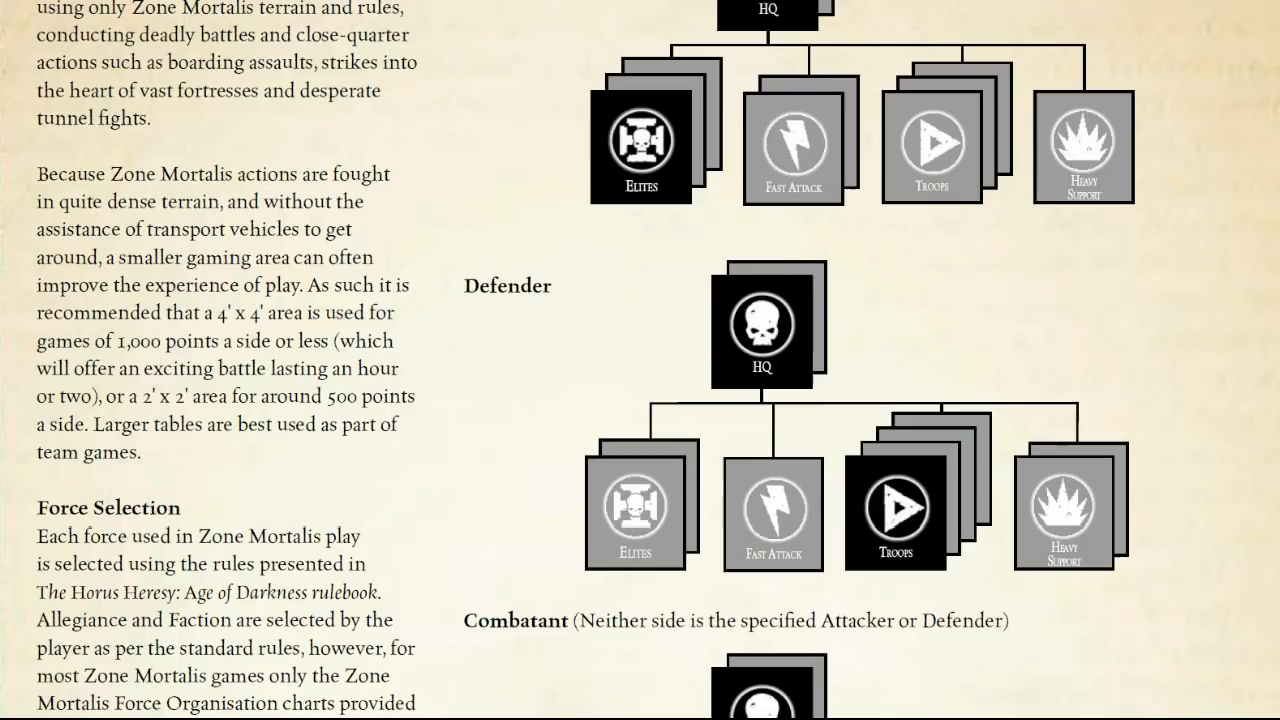 using only Zone Mortalis terrain and rules,
conducting deadly battles and close-quarter
actions such as boarding assaults, strikes into
the heart of vast fortresses and desperate
tunnel fights.
Because Zone Mortalis actions are fought
in quite dense terrain, and without the
assistance of transport vehicles to get
around, a smaller gaming area can often
improve the experience of play. As such it is
recommended that a 4' x 4' area is used for
games of 1,000 points a side or less (which
will offer an exciting battle lasting an hour
or two), or a 2' x 2' area for around 500 points
a side. Larger tables are best used as part of
team games.
Force Selection
Each force used in Zone Mortalis play
is selected using the rules presented in
The Horus Heresy: Age of Darkness rulebook.
Allegiance and Faction are selected by the
player as per the standard rules, however, for
most Zone Mortalis games only the Zone
Mortalis Force Organisation charts provided
HQ
Elites
Fast Attack
Troops
Heavy
Support
Defender
HQ
Elites
Fast Attack
Troops
Heavy
Support
Combatant (Neither side is the specified Attacker or Defender)